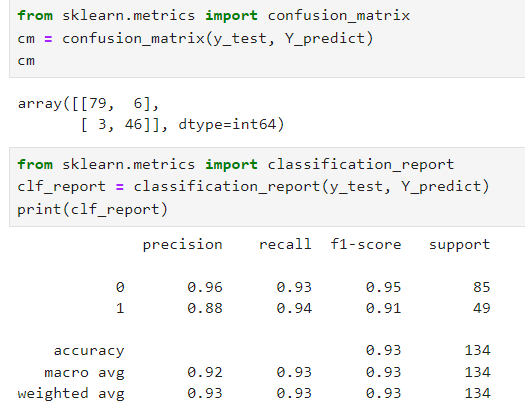 from sklearn.metrics import confusion_matrix
cm = confusion_matrix(y_test, Y_predict)
cm
array([[79,  6],
       [ 3, 46]], dtype=int64)
from sklearn.metrics import classification_report
clf_report = classification_report(y_test, Y_predict)
print(clf_report)
              precision    recall  f1-score   support
           0       0.96      0.93      0.95        85
           1       0.88      0.94      0.91        49
    accuracy                           0.93       134
   macro avg       0.92      0.93      0.93       134
weighted avg       0.93      0.93      0.93       134